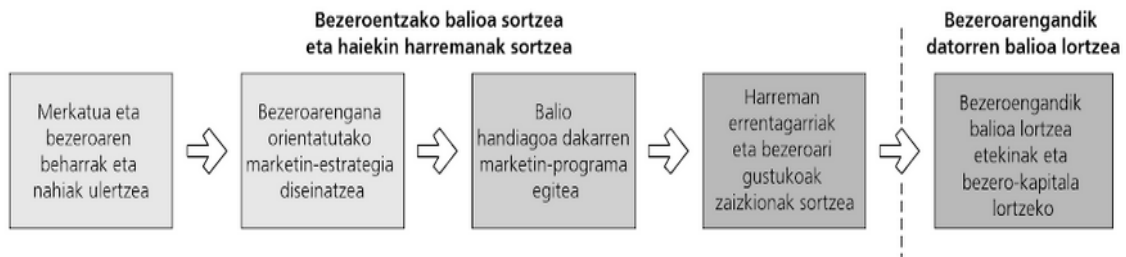 Bezeroentzako balioa sortzea
eta haiekin harremanak sortzea
Bezeroarengandik
datorren balioa lortzea
Merkatua eta
bezeroaren
beharrak eta
nahiak ulertzea
Bezeroarengana
orientatutako
marketin-estrategia
diseinatzea
Balio
handiagoa dakarren
marketin-programa
egitea
Harreman
errentagarriak
eta bezeroari
gustukoak
zaizkionak sortzea
Bezeroengandik
balioa lortzea
etekinak eta
bezero-kapitala
lortzeko